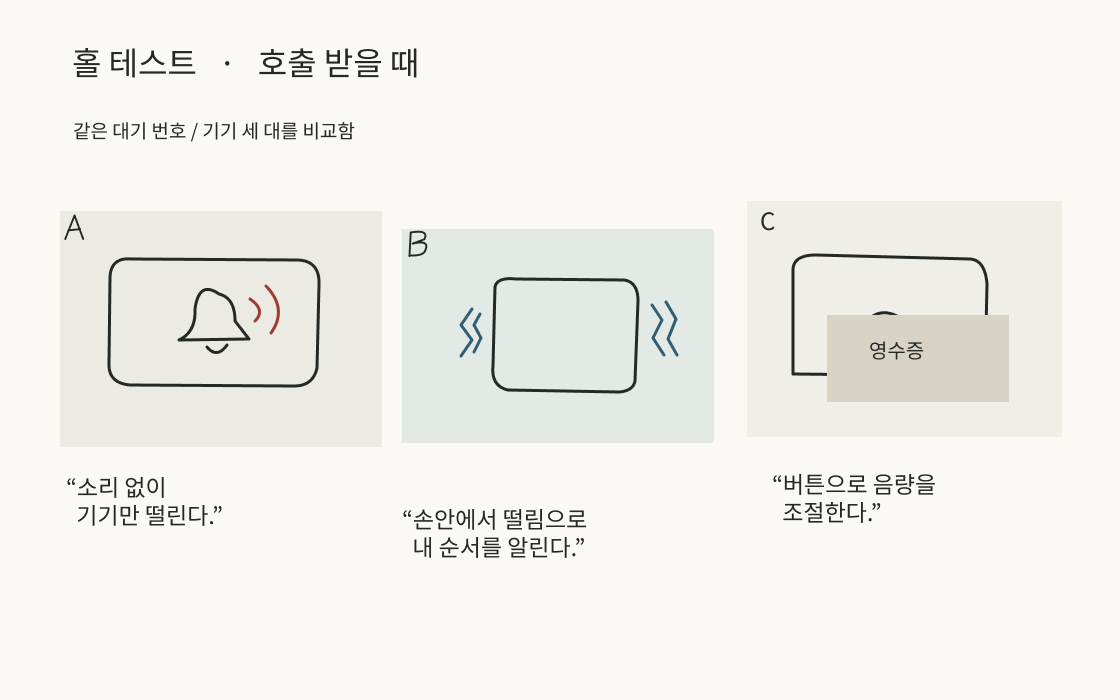 홀 테스트 · 호출 받을 때
같은 대기 번호 / 기기 세 대를 비교함
A
“소리 없이
기기만 떨린다.”
B
“손안에서 떨림으로
내 순서를 알린다.”
C
영수증
“버튼으로 음량을
조절한다.”